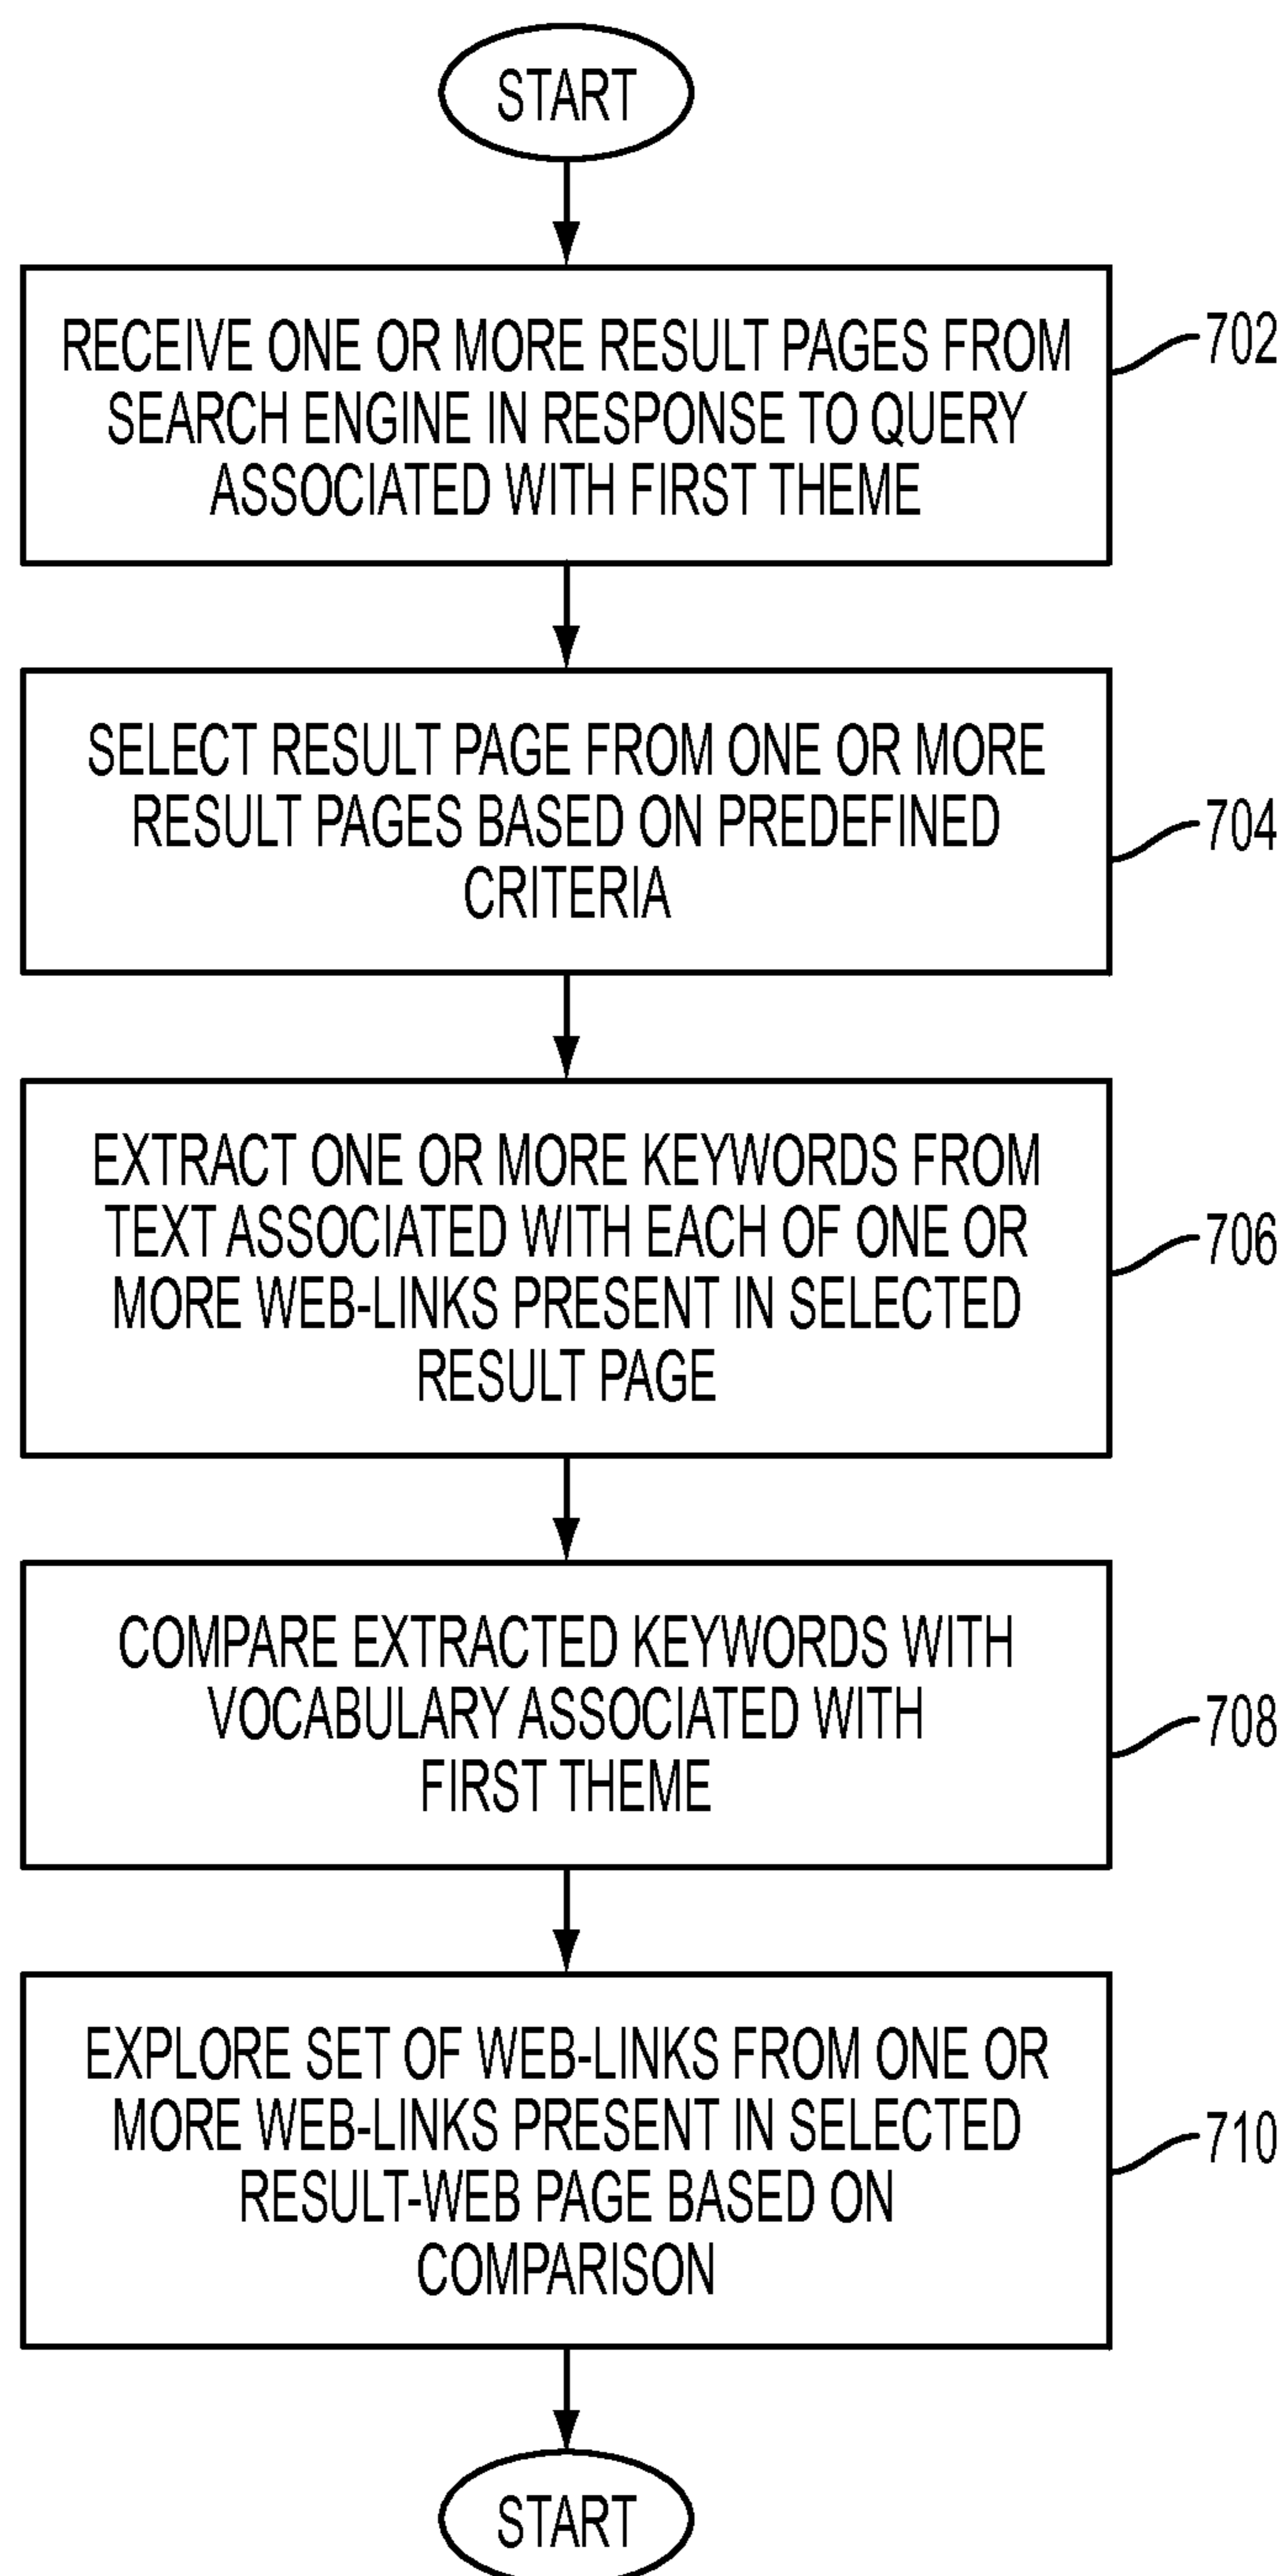 START
RECEIVE ONE OR MORE RESULT PAGES FROM
SEARCH ENGINE IN RESPONSE TO QUERY
ASSOCIATED WITH FIRST THEME
702
SELECT RESULT PAGE FROM ONE OR MORE
RESULT PAGES BASED ON PREDEFINED
CRITERIA
704
EXTRACT ONE OR MORE KEYWORDS FROM
TEXT ASSOCIATED WITH EACH OF ONE OR
MORE WEB-LINKS PRESENT IN SELECTED
RESULT PAGE
706
COMPARE EXTRACTED KEYWORDS WITH
VOCABULARY ASSOCIATED WITH
FIRST THEME
708
EXPLORE SET OF WEB-LINKS FROM ONE OR
MORE WEB-LINKS PRESENT IN SELECTED
RESULT-WEB PAGE BASED ON
COMPARISON
710
START